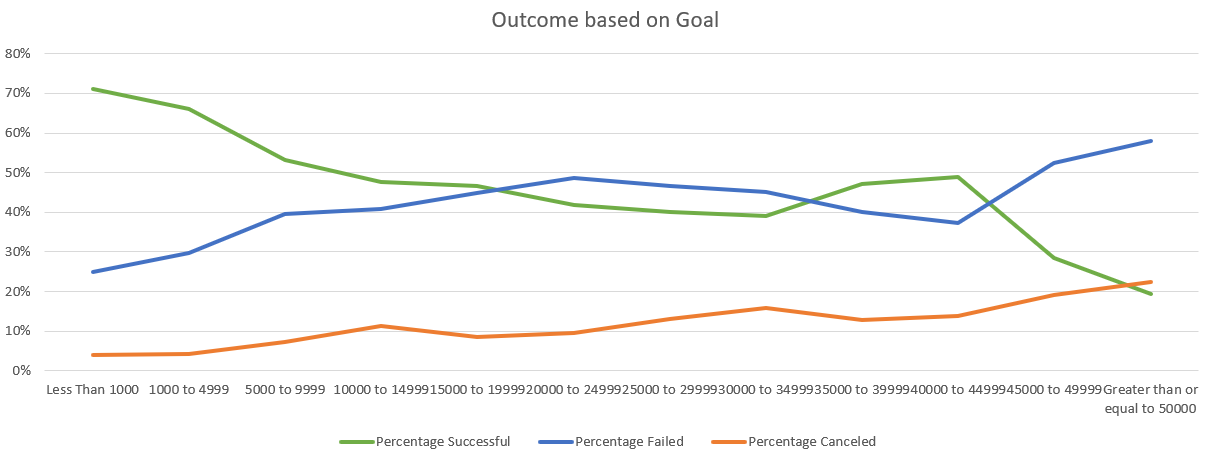 Outcome based on Goal
80%
70%
60%
50%
40%
30%
20%
10%
0%
Less Than 1000 1000 to 4999 5000 to 9999 10000 to 14999 15000 to 19999 20000 to 24999 25000 to 29999 30000 to 34999 35000 to 39999 40000 to 44999 45000 to 49999 Greater than or
equal to 50000
Percentage Successful Percentage Failed Percentage Canceled